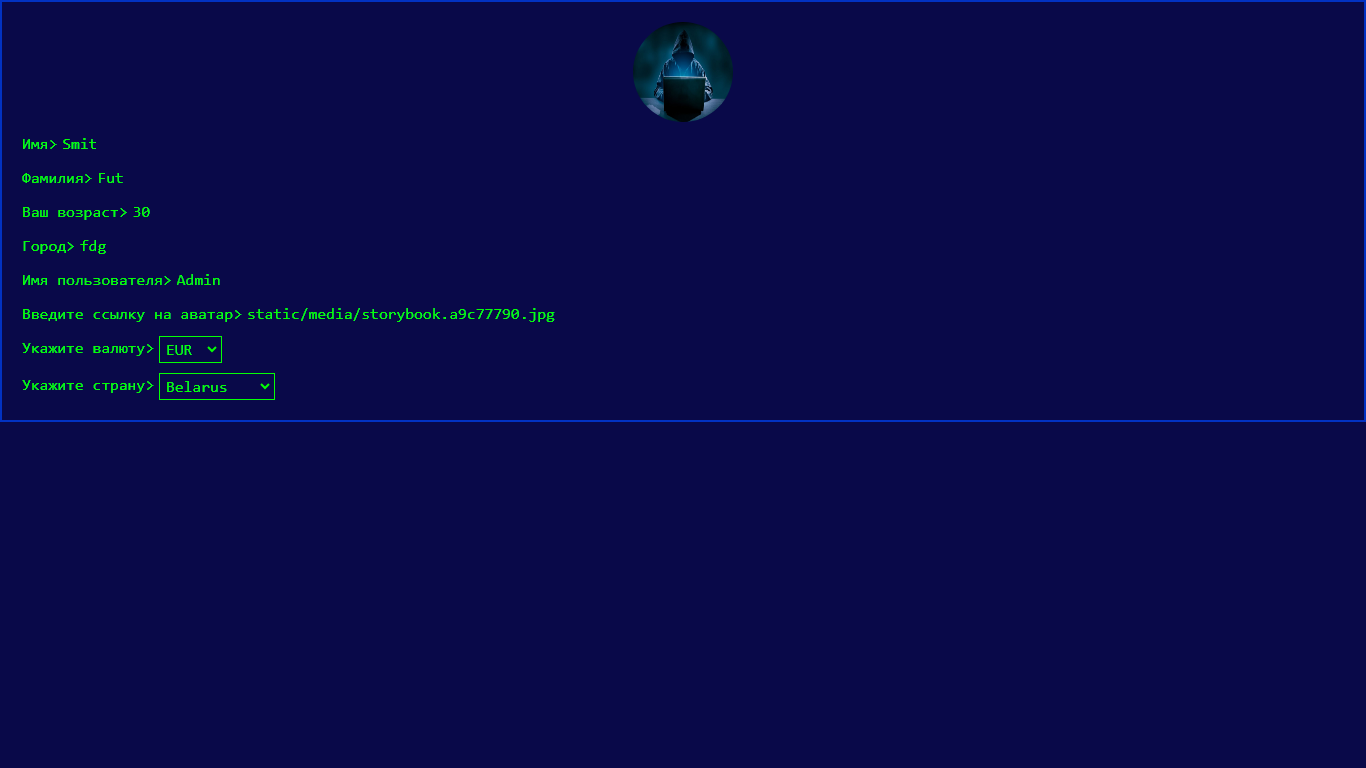 Имя> Smit
Фамилия> Fut
Ваш возраст> 30
Город> fdg
Имя пользователя> Admin
Введите ссылку на аватар> static/media/storybook.a9c77790.jpg
Укажите валюту> EUR
Укажите страну> Belarus